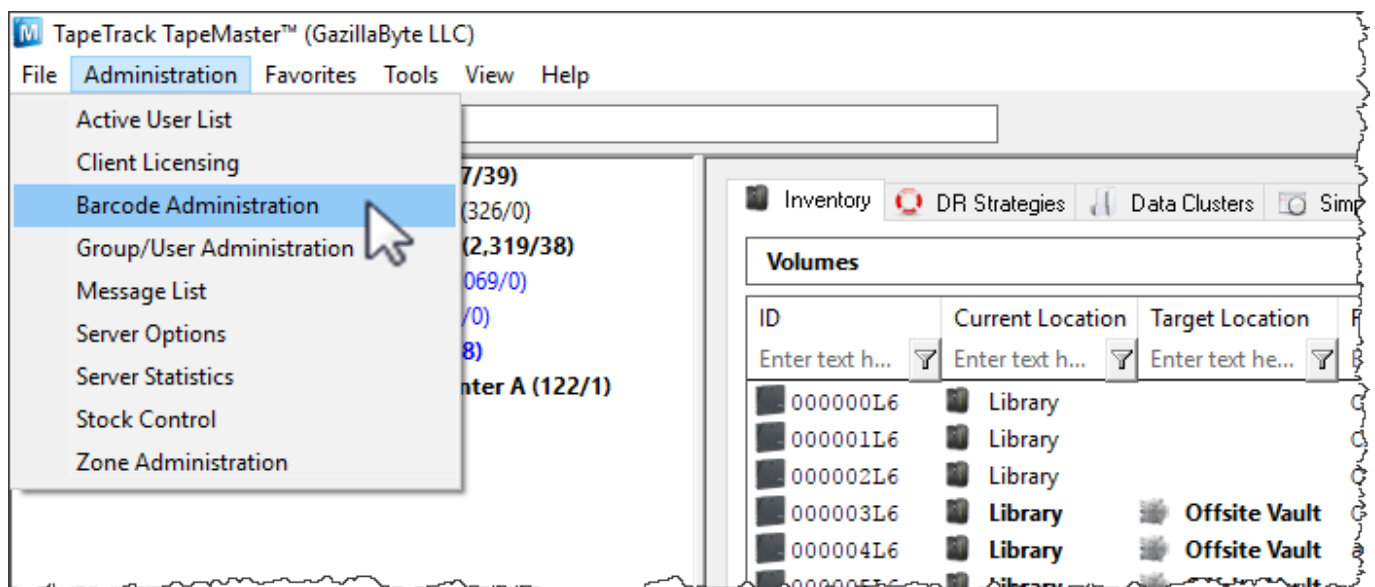 TapeTrack TapeMaster™ (GazillaByte LLC)
File Administration Favorites Tools View Help
Active User List
Client Licensing
Barcode Administration
Group/User Administration
Message List
Server Options
Server Statistics
Stock Control
Zone Administration
7/39)
(326/0)
(2,319/38)
069/0)
/0)
8)
nter A (122/1)
Inventory DR Strategies Data Clusters Simp
Volumes
ID Current Location Target Location
Enter text h... Enter text h... Enter text he...
000000L6 Library
000001L6 Library
000002L6 Library
000003L6 Library Offsite Vault
000004L6 Library Offsite Vault